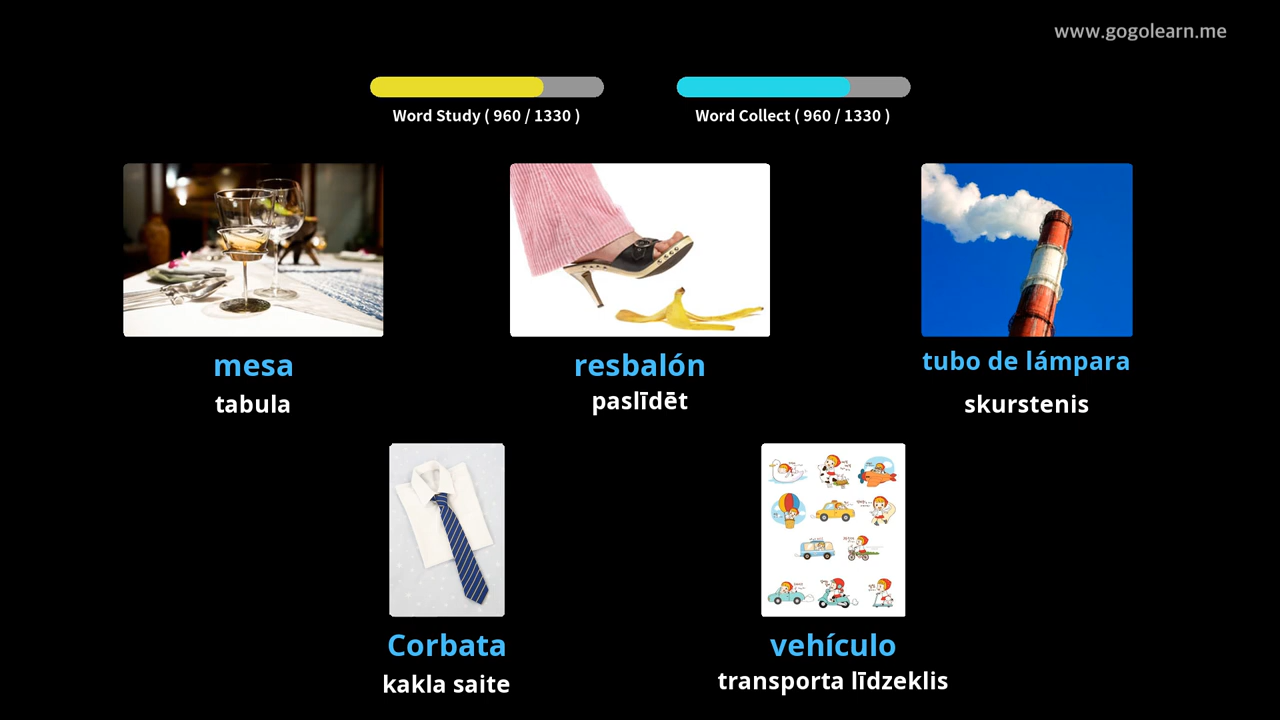 www.gogolearn.me
Word Study ( 960 / 1330 )
Word Collect ( 960 / 1330 )
mesa
tabula
resbalón
paslīdēt
tubo de lámpara
skurstenis
Corbata
kakla saite
vehículo
transporta līdzeklis